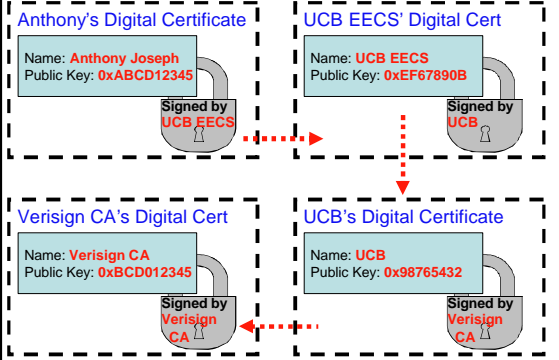 Anthony's Digital Certificate
Name: Anthony Joseph
Public Key: 0xABCD12345
Signed by
UCB EECS
UCB EECS' Digital Cert
Name: UCB EECS
Public Key: 0xEF67890B
Signed by
UCB
Verisign CA's Digital Cert
Name: Verisign CA
Public Key: 0xBCD012345
Signed by
Verisign
CA
UCB's Digital Certificate
Name: UCB
Public Key: 0x98765432
Signed by
Verisign
CA